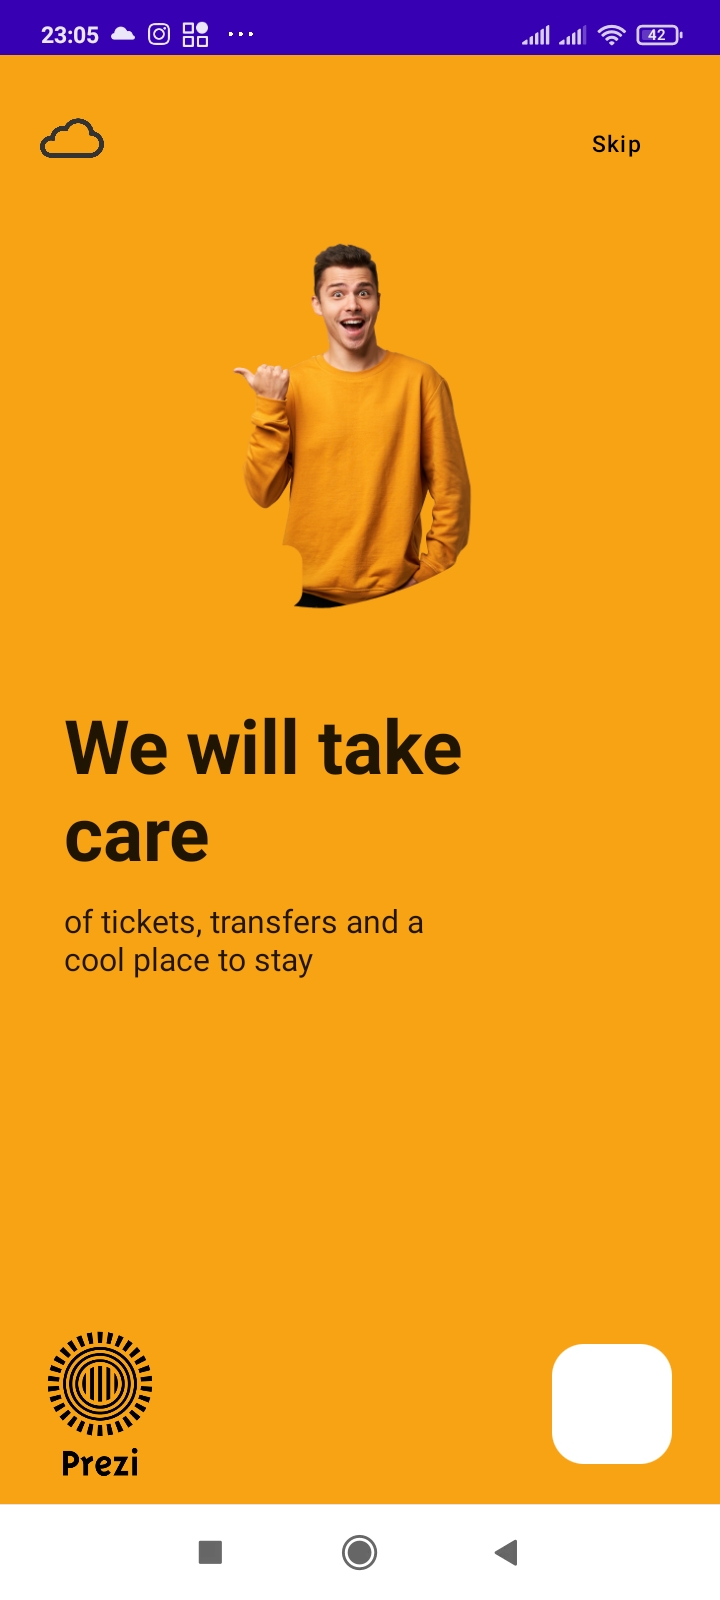 23:05
42
Skip
We will take
care
of tickets, transfers and a
cool place to stay
Prezi